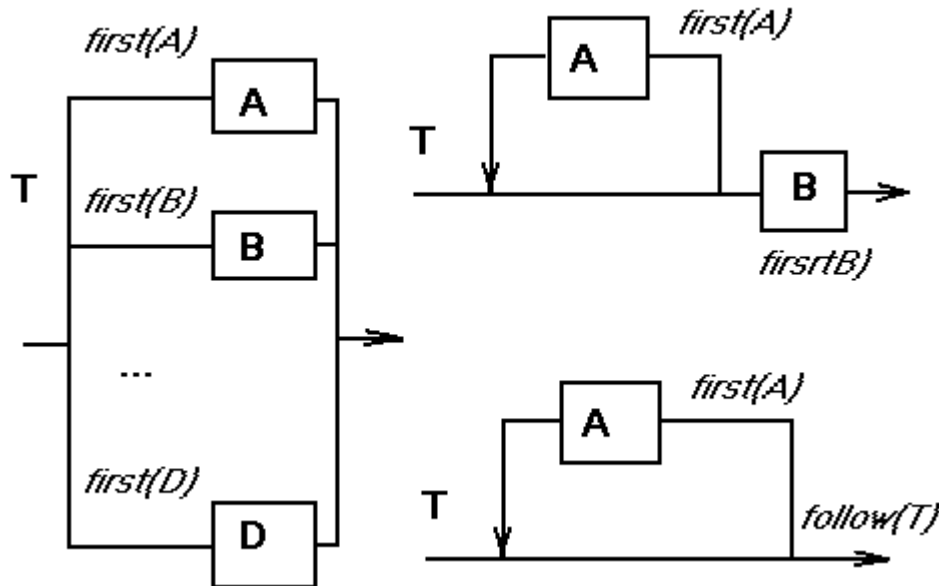 first(A)
A
T
first(B)
B
...
first(D)
D
first(A)
A
T
B
firsrtB)
first(A)
A
T
follow(T)